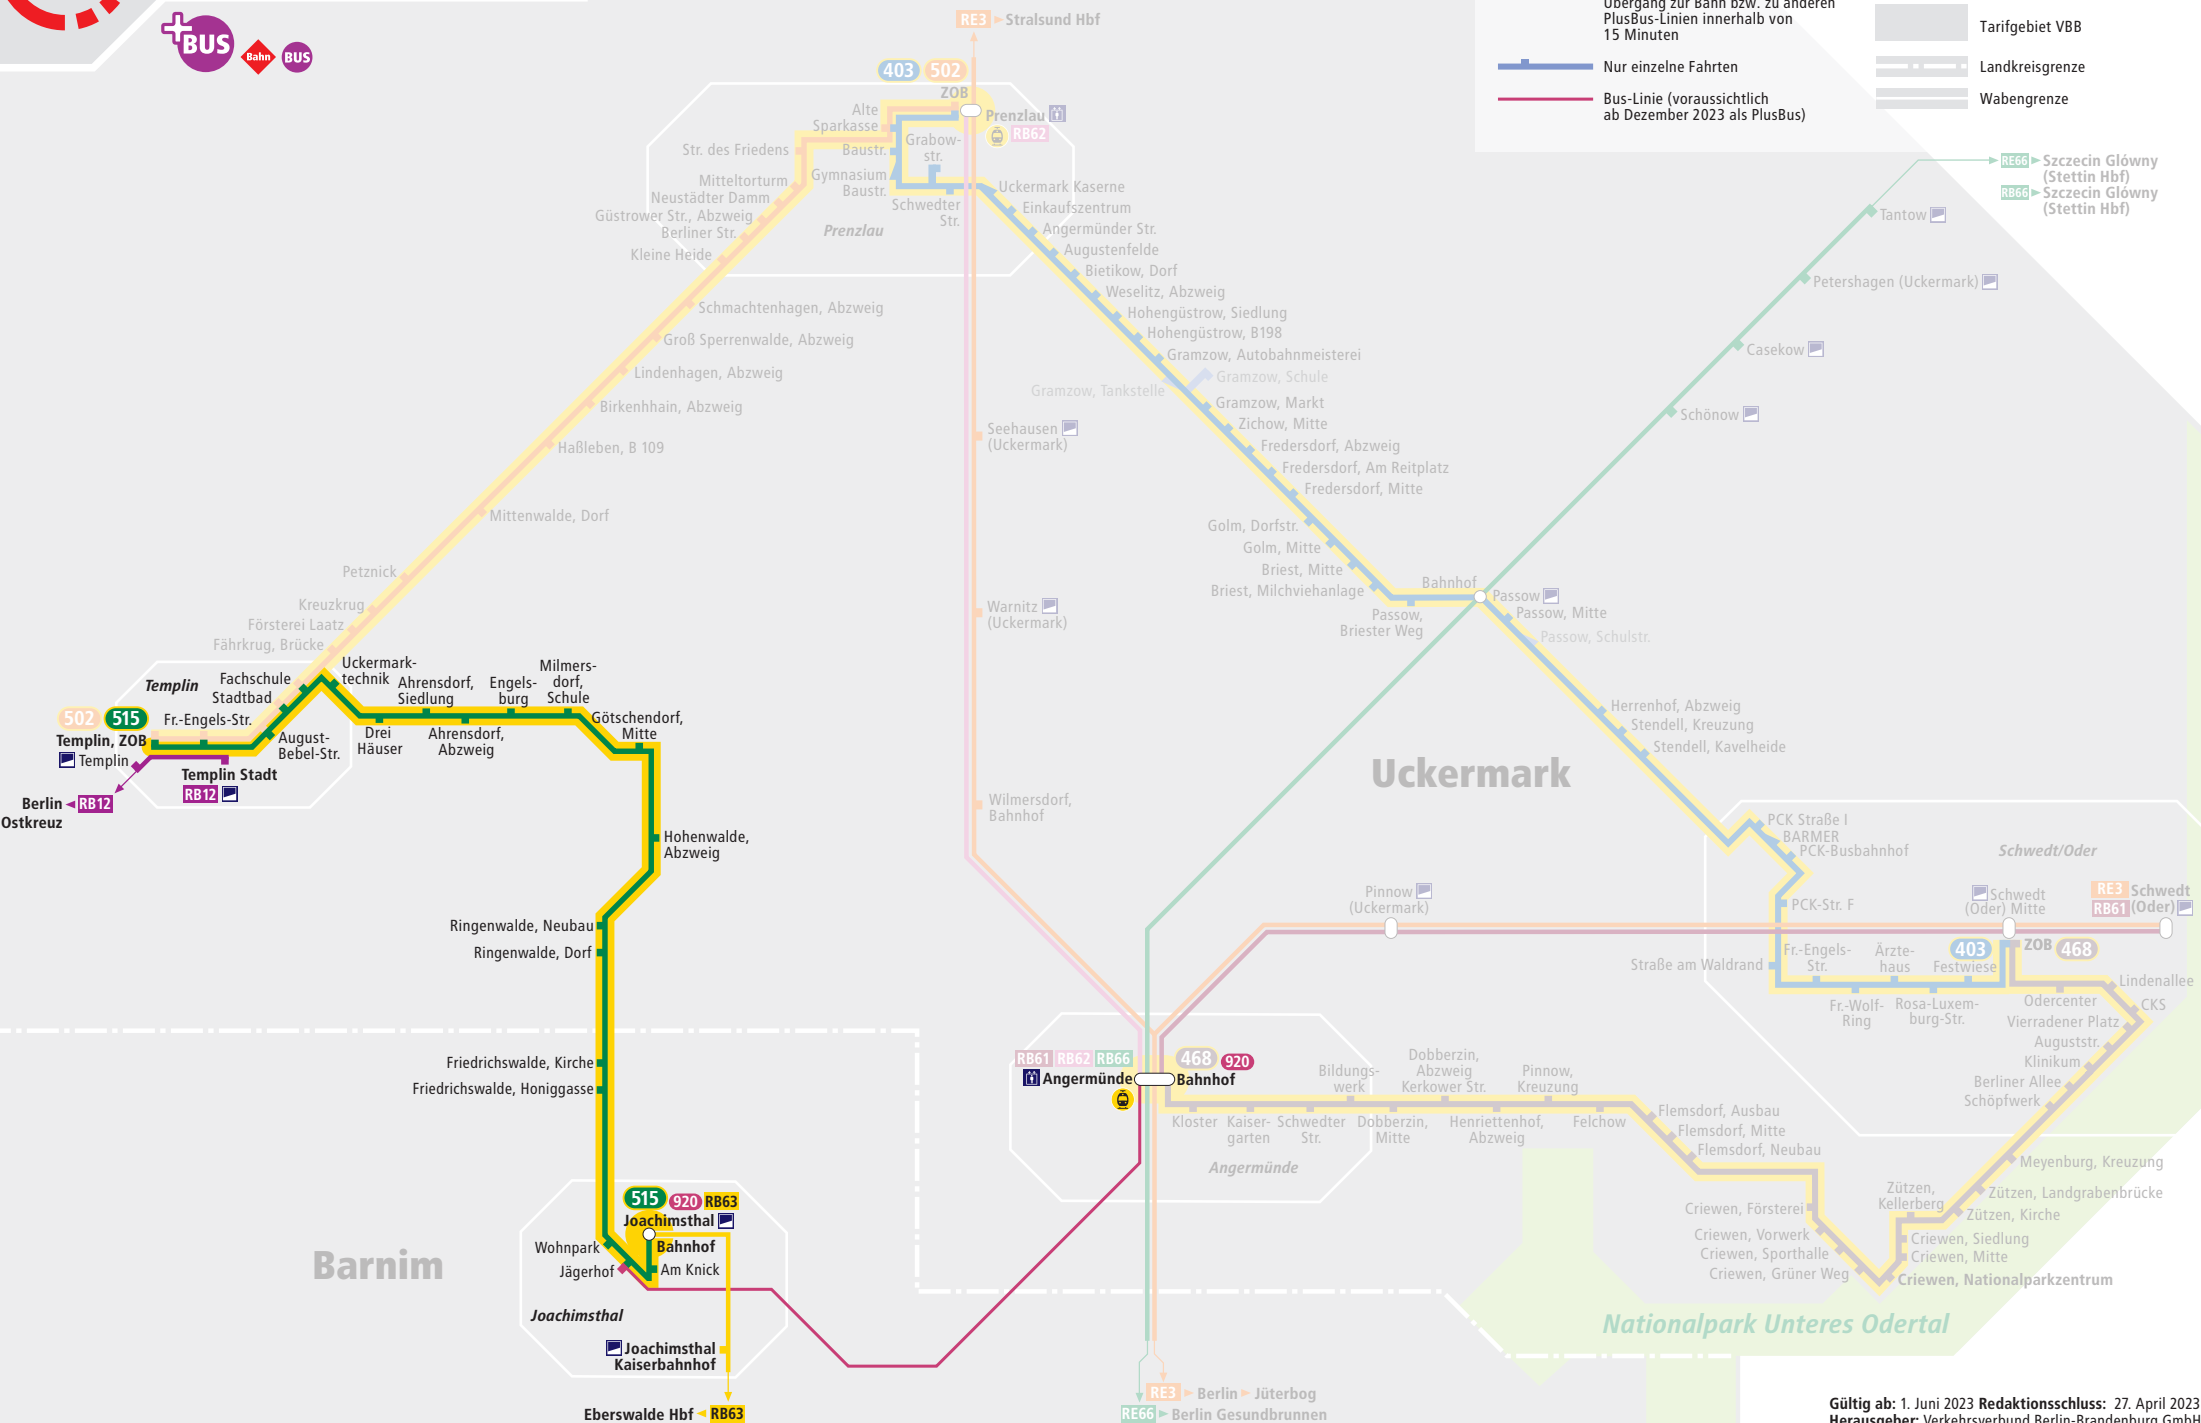 BUS
Bahn
BUS
RE3 Stralsund Hbf
403 502
ZOB
Prenzlau
RB62
Alte
Sparkasse
Str. des Friedens
Baustr.
Grabow-
str.
Mitteltorturm
Gymnasium
Baustr.
Neustädter Damm
Güstrower Str., Abzweig
Berliner Str.
Schwedter
Str.
Prenzlau
Kleine Heide
Uckermark Kaserne
Einkaufszentrum
Angermünder Str.
Augustenfelde
Bietikow, Dorf
Weselitz, Abzweig
Hohengüstrow, Siedlung
Hohengüstrow, B198
Gramzow, Autobahnmeisterei
Gramzow, Schule
Gramzow, Tankstelle
Gramzow, Markt
Zichow, Mitte
Fredersdorf, Abzweig
Fredersdorf, Am Reitplatz
Fredersdorf, Mitte
Golm, Dorfstr.
Golm, Mitte
Briest, Mitte
Briest, Milchviehanlage
Passow,
Briester Weg
Bahnhof
Passow
Passow, Mitte
Passow, Schulstr.
Herrenhof, Abzweig
Stendell, Kreuzung
Stendell, Kavelheide
Übergang zur Bahn bzw. zu anderen
PlusBus-Linien innerhalb von
15 Minuten
Nur einzelne Fahrten
Bus-Linie (voraussichtlich
ab Dezember 2023 als PlusBus)
Tarifgebiet VBB
Landkreisgrenze
Wabengrenze
RE66 Szczecin Glówny
(Stettin Hbf)
RB66 Szczecin Glówny
(Stettin Hbf)
Tantow
Petershagen (Uckermark)
Casekow
Schönow
Schmachtenhagen, Abzweig
Groß Sperrenwalde, Abzweig
Lindenhagen, Abzweig
Birkenhhain, Abzweig
Haßleben, B 109
Mittenwalde, Dorf
Petznick
Kreuzkrug
Försterei Laatz
Fährkrug, Brücke
Seehausen
(Uckermark)
Warnitz
(Uckermark)
Wilmersdorf,
Bahnhof
Uckermark
Templin
Fachschule
Stadtbad
Fr.-Engels-Str.
502 515
Templin, ZOB
Templin
Templin Stadt
RB12
Berlin RB12
Ostkreuz
Uckermark-
technik
August-
Bebel-Str.
Drei
Häuser
Ahrensdorf,
Siedlung
Ahrensdorf,
Abzweig
Engels-
burg
Milmers-
dorf,
Schule
Götschendorf,
Mitte
Hohenwalde,
Abzweig
Ringenwalde, Neubau
Ringenwalde, Dorf
Friedrichswalde, Kirche
Friedrichswalde, Honiggasse
515 920 RB63
Joachimsthal
Bahnhof
Wohnpark
Jägerhof
Am Knick
Joachimsthal
Joachimsthal
Kaiserbahnhof
Eberswalde Hbf RB63
Barnim
RB61 RB62 RB66
468 920
Angermünde
Bahnhof
Angermünde
Kloster
Kaiser-
garten
Schwedter
Str.
Bildungs-
werk
Dobberzin,
Mitte
Dobberzin,
Abzweig
Kerkower Str.
Henriettenhof,
Abzweig
Pinnow,
Kreuzung
Felchow
Flemsdorf, Ausbau
Flemsdorf, Mitte
Flemsdorf, Neubau
Criewen, Försterei
Criewen, Vorwerk
Criewen, Sporthalle
Criewen, Grüner Weg
Criewen, Nationalparkzentrum
Criewen, Mitte
Criewen, Siedlung
Zützen,
Kellerberg
Zützen, Kirche
Zützen, Landgrabenbrücke
Meyenburg, Kreuzung
Pinnow
(Uckermark)
PCK Straße I
BARMER
PCK-Busbahnhof
PCK-Str. F
Straße am Waldrand
Fr.-Engels-
Str.
Fr.-Wolf-
Ring
Ärzte-
haus
Rosa-Luxem-
burg-Str.
Festwiese
403
ZOB 468
Schwedt/Oder
Schwedt
(Oder) Mitte
RE3 Schwedt
RB61 (Oder)
Lindenallee
Odercenter
CKS
Vierradener Platz
Auguststr.
Klinikum
Berliner Allee
Schöpfwerk
Nationalpark Unteres Odertal
RE3 Berlin Jüterbog
RE66 Berlin Gesundbrunnen
Gültig ab: 1. Juni 2023 Redaktionsschluss: 27. April 2023
Herausgeber: Verkehrsverbund Berlin-Brandenburg GmbH